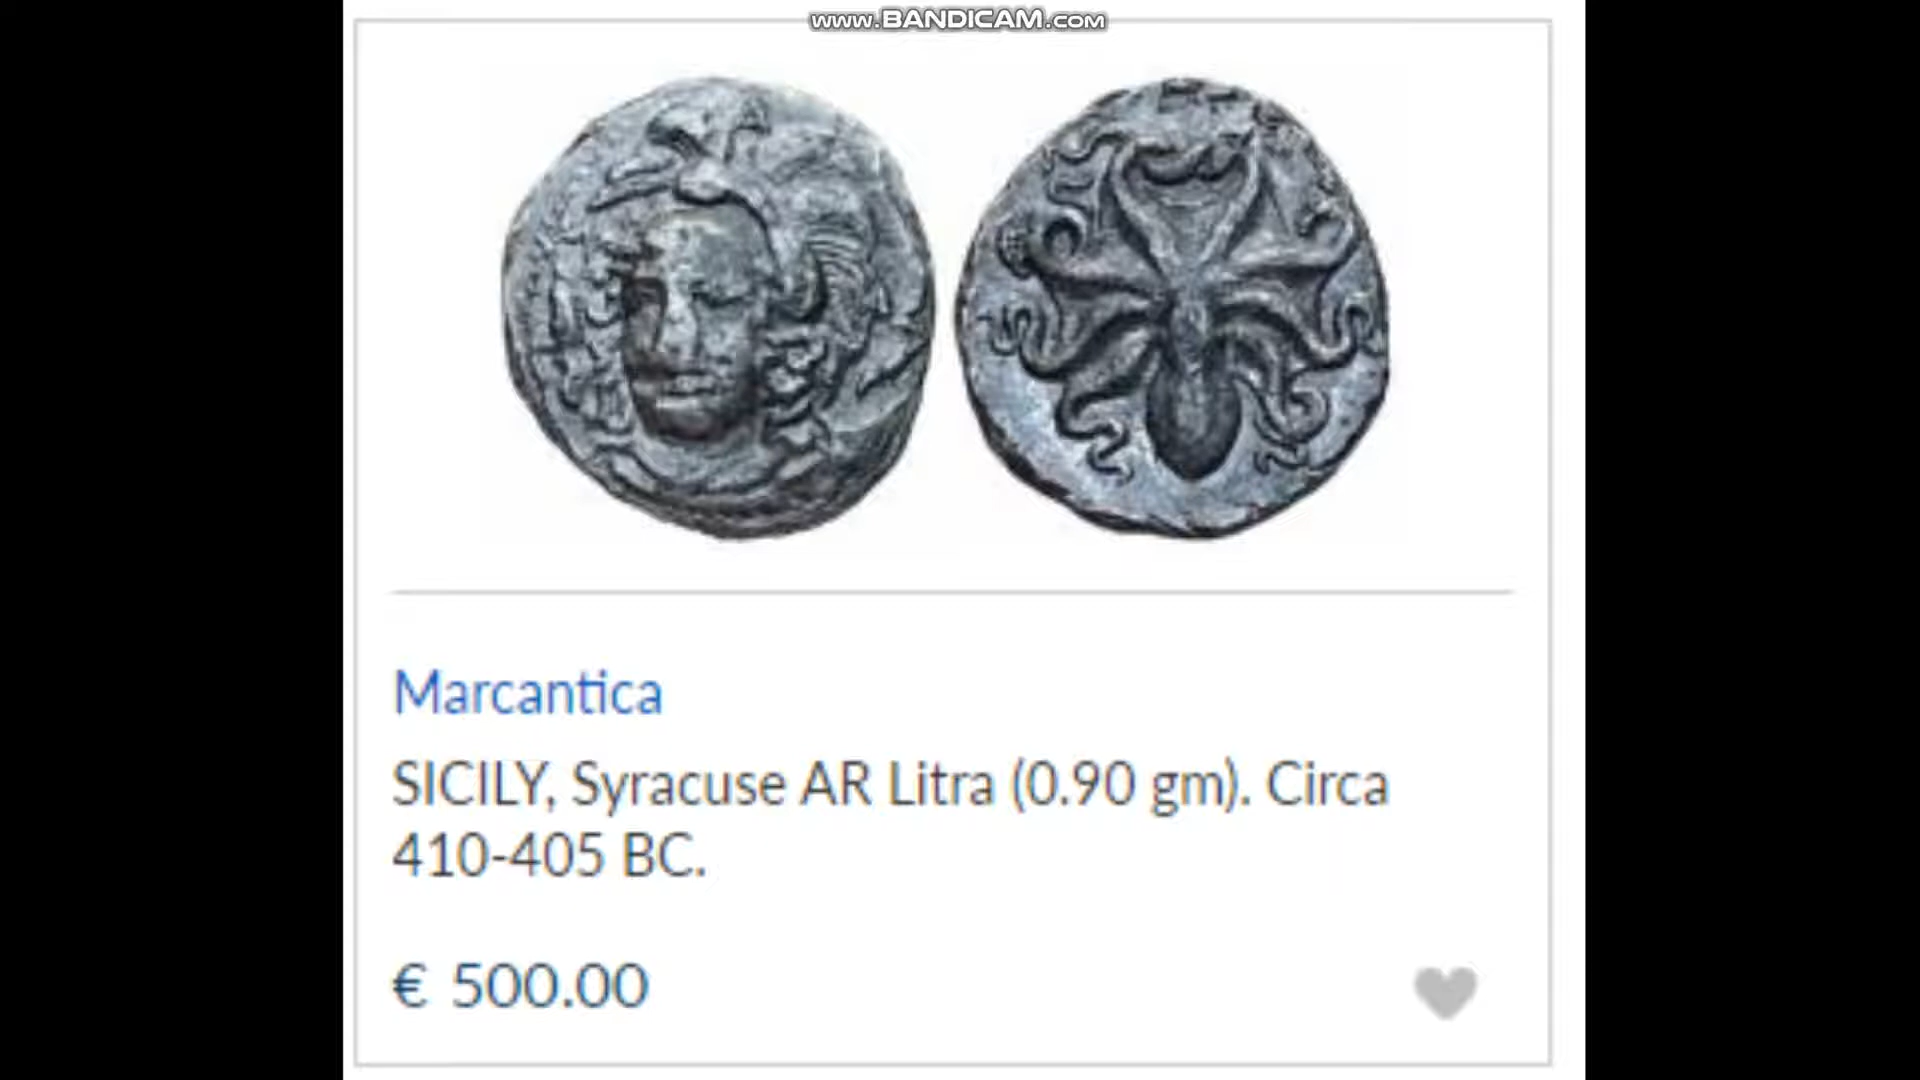 www.BANDICAM.com
Marcantica
SICILY, Syracuse AR Litra (0.90 gm). Circa
410-405 BC.
€ 500.00